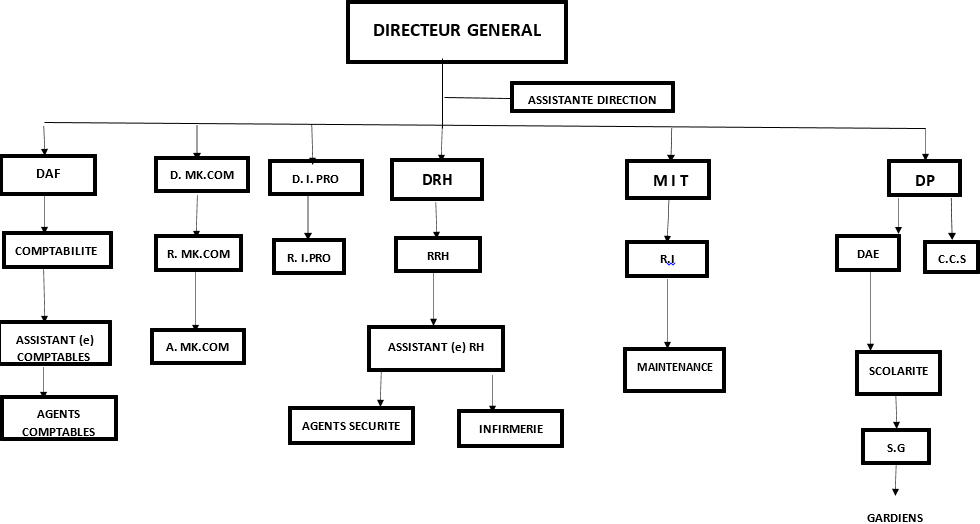 DIRECTEUR GENERAL
ASSISTANTE DIRECTION
DAF
D. MK.COM
D. I. PRO
DRH
M I T
DP
COMPTABILITE
R. MK.COM
R. I.PRO
RRH
R.I
DAE
C.C.S
ASSISTANT (e)
COMPTABLES
A. MK.COM
ASSISTANT (e) RH
MAINTENANCE
SCOLARITE
AGENTS
COMPTABLES
AGENTS SECURITE
INFIRMERIE
S.G
GARDIENS